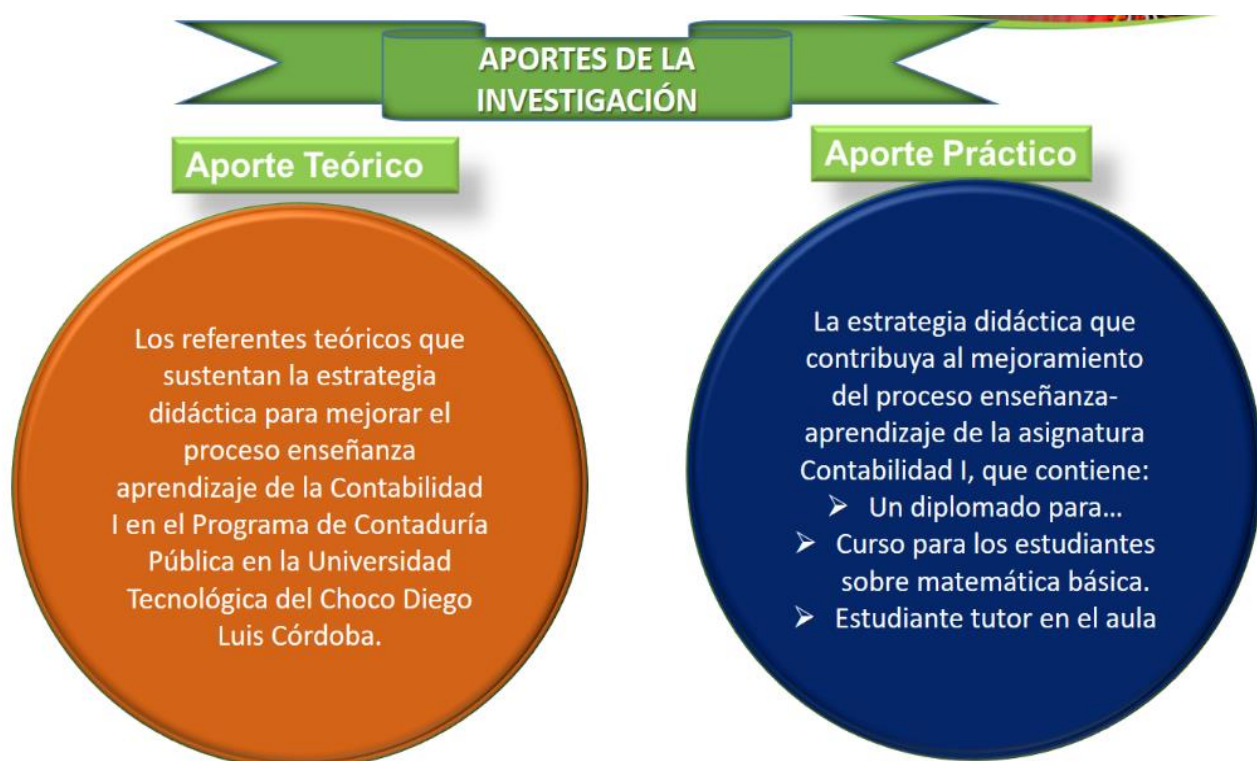 APORTES DE LA
INVESTIGACIÓN
Aporte Teórico
Los referentes teóricos que
sustentan la estrategia
didáctica para mejorar el
proceso enseñanza
aprendizaje de la Contabilidad
I en el Programa de Contaduría
Pública en la Universidad
Tecnológica del Choco Diego
Luis Córdoba.
Aporte Práctico
La estrategia didáctica que
contribuya al mejoramiento
del proceso enseñanza-
aprendizaje de la asignatura
Contabilidad I, que contiene:
➢ Un diplomado para...
➢ Curso para los estudiantes
sobre matemática básica.
➢ Estudiante tutor en el aula